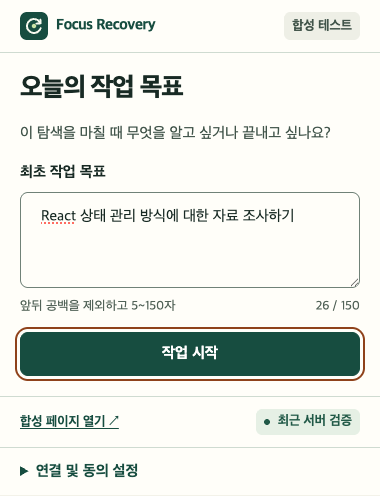 Focus Recovery
합성 테스트
오늘의 작업 목표
이 탐색을 마칠 때 무엇을 알고 싶거나 끝내고 싶나요?
최초 작업 목표
React 상태 관리 방식에 대한 자료 조사하기
앞뒤 공백을 제외하고 5~150자
26 / 150
작업 시작
합성 페이지 열기 ↗
최근 서버 검증
연결 및 동의 설정